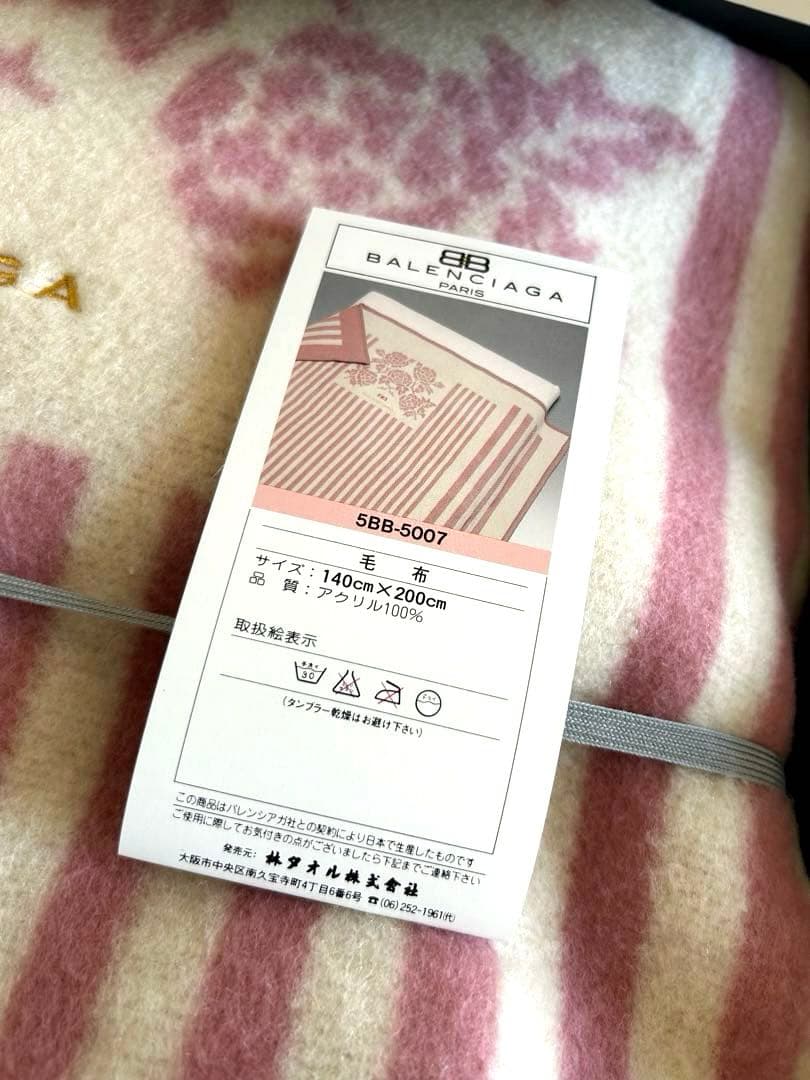 GA
BB
BALENCIAGA
PARIS
5BB-5007
毛 布
サイズ：140cm×200cm
品 質：アクリル100%
取扱絵表示
手洗イ
30
(タンブラー乾燥はお避け下さい)
この商品はバレンシアガ社との契約により日本で生産したものです
ご使用に際してお気付きの点がございましたら下記までご連絡下さい
発売元：林タオル株式会社
大阪市中央区南久宝寺町4丁目6番6号 ☎(06)252-1961(代)